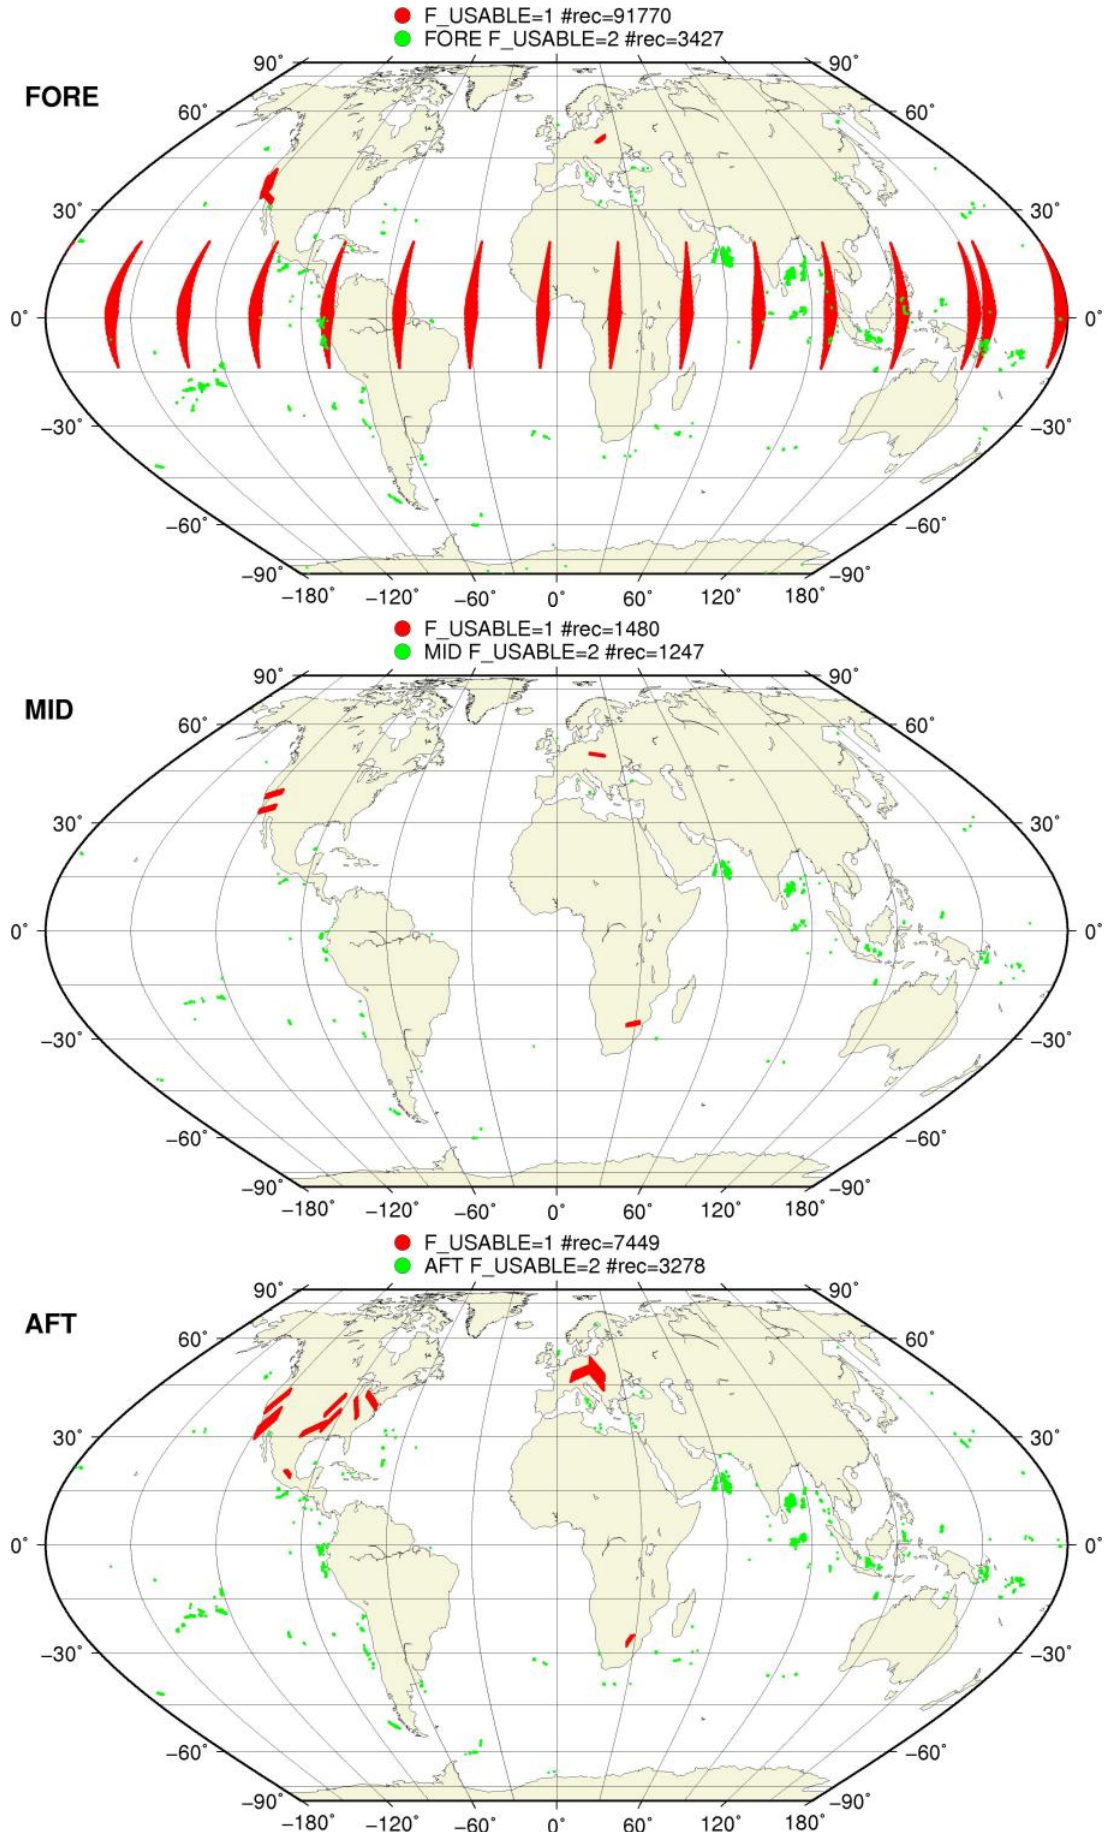 F_USABLE=1 #rec=91770
FORE F_USABLE=2 #rec=3427
FORE
90° 90°
60° 60°
30° 30°
0° 0°
−30° −30°
−60° −60°
−90° −90°
−180° −120° −60° 0° 60° 120° 180°
F_USABLE=1 #rec=1480
MID F_USABLE=2 #rec=1247
MID
90° 90°
60° 60°
30° 30°
0° 0°
−30° −30°
−60° −60°
−90° −90°
−180° −120° −60° 0° 60° 120° 180°
F_USABLE=1 #rec=7449
AFT F_USABLE=2 #rec=3278
AFT
90° 90°
60° 60°
30° 30°
0° 0°
−30° −30°
−60° −60°
−90° −90°
−180° −120° −60° 0° 60° 120° 180°